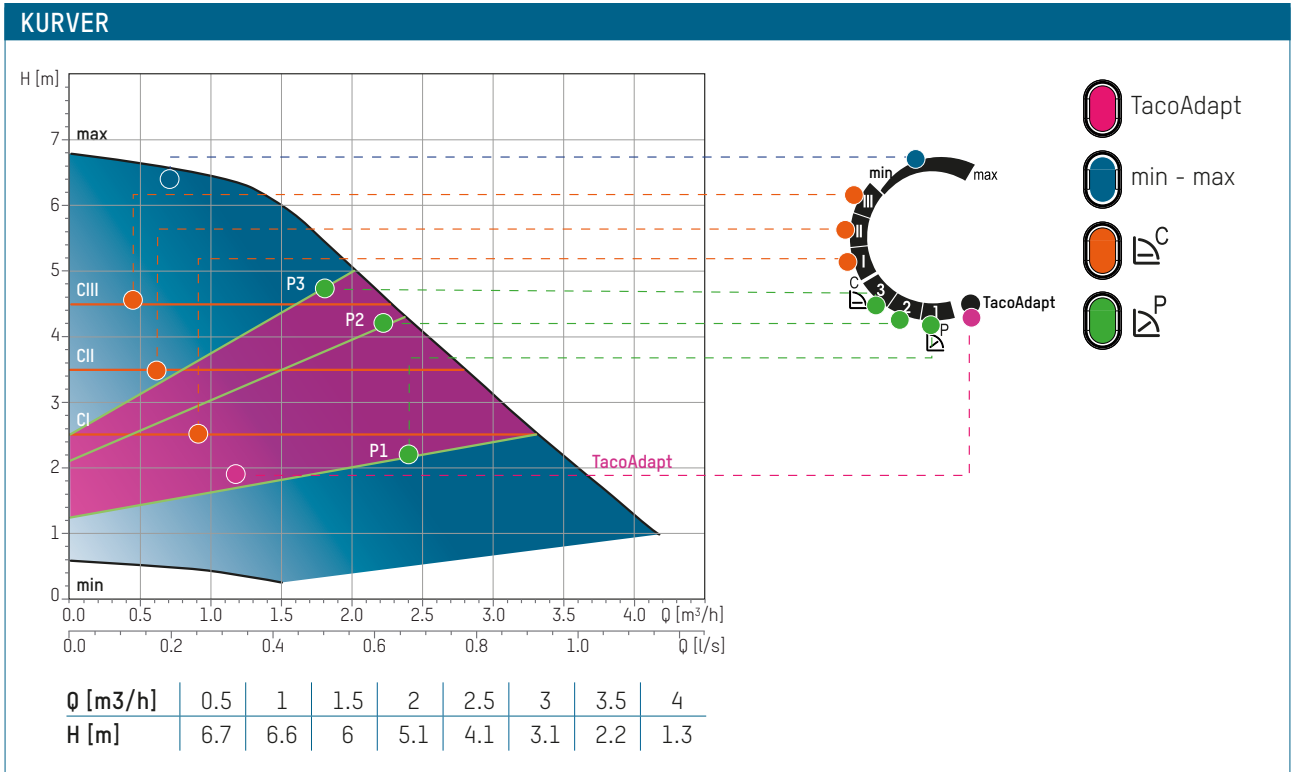 KURVER
H [m]
7
6
5
4
3
2
1
0
max
CIII
CII
CI
min
P3
P2
P1
TacoAdapt
0.0 0.5 1.0 1.5 2.0 2.5 3.0 3.5 4.0 Q [m³/h]
0.0 0.2 0.4 0.6 0.8 1.0 Q [l/s]
min
max
III
II
I
C
3
2
1
P
TacoAdapt
TacoAdapt
min - max
C
P
Q [m3/h] 0.5 1 1.5 2 2.5 3 3.5 4
H [m] 6.7 6.6 6 5.1 4.1 3.1 2.2 1.3